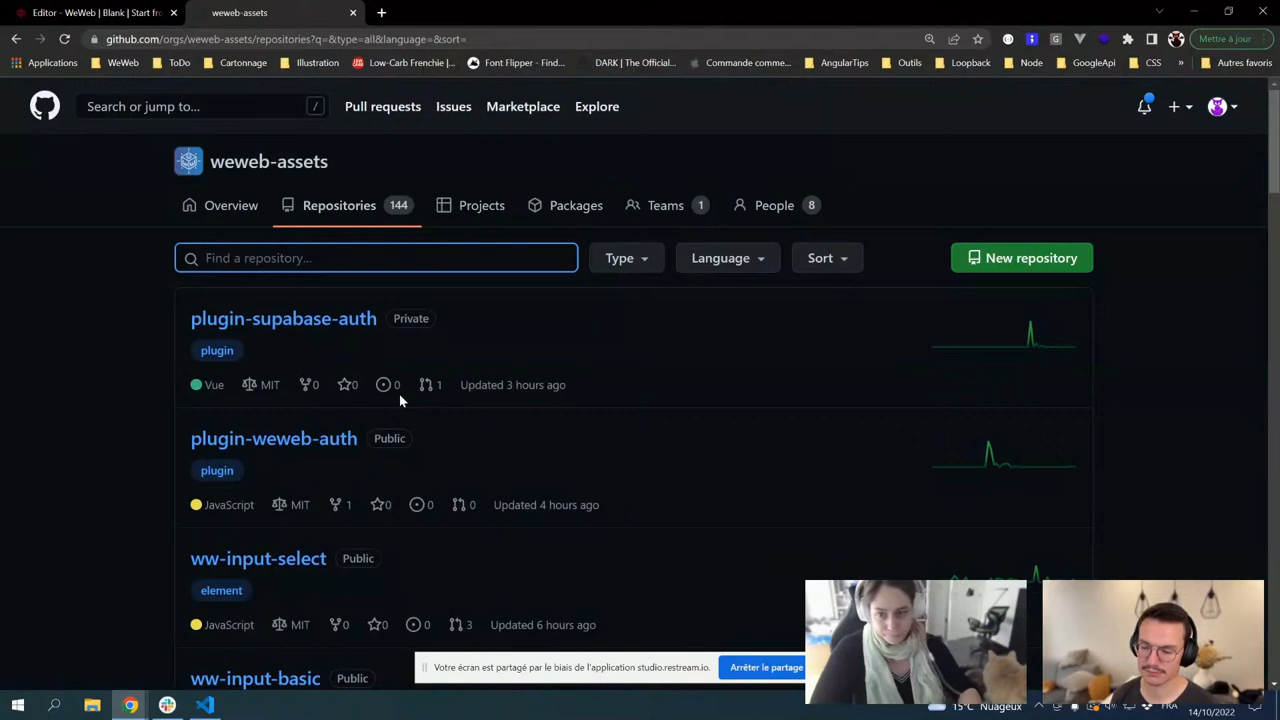 Editor - WeWeb | Blank | Start fro
weweb-assets
github.com/orgs/weweb-assets/repositories?q=&type=all&language=&sort=
Mettre à jour
Applications
WeWeb
ToDo
Cartonnage
Illustration
Low-Carb Frenchie |...
Font Flipper - Find...
DARK | The Official...
Commande comme...
AngularTips
Outils
Loopback
Node
GoogleApi
CSS
»
Autres favoris
Search or jump to...
/
Pull requests
Issues
Marketplace
Explore
weweb-assets
Overview
Repositories 144
Projects
Packages
Teams 1
People 8
Find a repository...
Type
Language
Sort
New repository
plugin-supabase-auth Private
plugin
Vue MIT 0 0 0 1 Updated 3 hours ago
plugin-weweb-auth Public
plugin
JavaScript MIT 1 0 0 0 Updated 4 hours ago
ww-input-select Public
element
JavaScript MIT 0 0 0 3 Updated 6 hours ago
ww-input-basic Public
Votre écran est partagé par le biais de l'application studio.restream.io.
Arrêter le partage
15°C Nuageux
FRA
14/10/2022